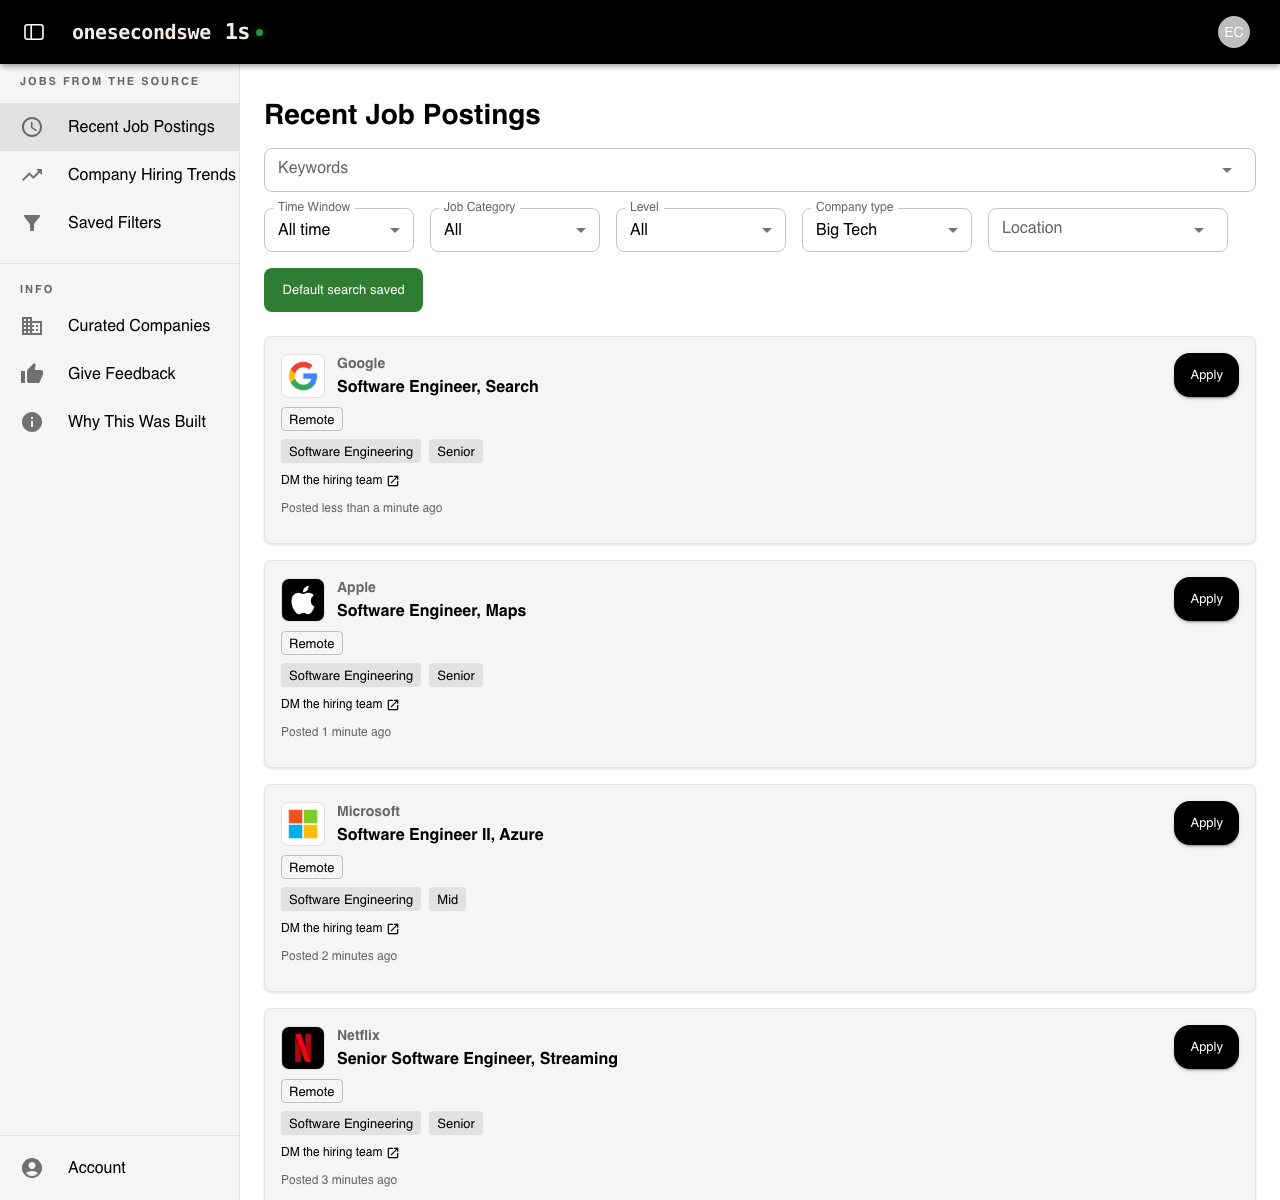 onesecondswe 1s
EC
JOBS FROM THE SOURCE
Recent Job Postings
Company Hiring Trends
Saved Filters
INFO
Curated Companies
Give Feedback
Why This Was Built
Account
Recent Job Postings
Keywords
Time Window
All time
Job Category
All
Level
All
Company type
Big Tech
Location
Default search saved
Google
Software Engineer, Search
Apply
Remote
Software Engineering
Senior
DM the hiring team
Posted less than a minute ago
Apple
Software Engineer, Maps
Apply
Remote
Software Engineering
Senior
DM the hiring team
Posted 1 minute ago
Microsoft
Software Engineer II, Azure
Apply
Remote
Software Engineering
Mid
DM the hiring team
Posted 2 minutes ago
Netflix
Senior Software Engineer, Streaming
Apply
Remote
Software Engineering
Senior
DM the hiring team
Posted 3 minutes ago